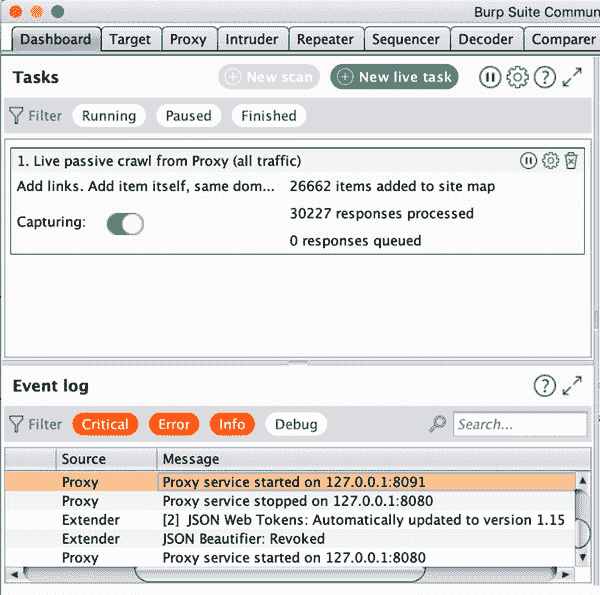 Burp Suite Commun
Dashboard Target Proxy Intruder Repeater Sequencer Decoder Comparer
Tasks
New scan
New live task
Filter Running Paused Finished
1. Live passive crawl from Proxy (all traffic)
Add links. Add item itself, same dom... 26662 items added to site map
30227 responses processed
Capturing:
0 responses queued
Event log
Filter Critical Error Info Debug Search...
Source Message
Proxy Proxy service started on 127.0.0.1:8091
Proxy Proxy service stopped on 127.0.0.1:8080
Extender [2] JSON Web Tokens: Automatically updated to version 1.15
Extender JSON Beautifier: Revoked
Proxy Proxy service started on 127.0.0.1:8080